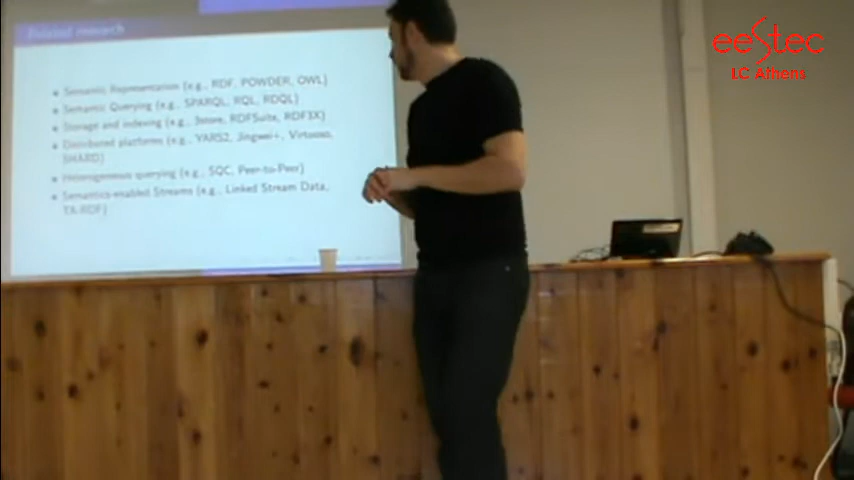 Related research
eestec
LC Athens
• Semantic Representation (e.g., RDF, POWDER, OWL)
• Semantic Querying (e.g., SPARQL, RQL, RDQL)
• Storage and indexing (e.g., 3store, RDFSuite, RDF3X)
• Distributed platforms (e.g., YARS2, Jingwei+, Virtuoso,
SHARD)
• Heterogeneous querying (e.g., SQC, Peer-to-Peer)
• Semantics-enabled Streams (e.g., Linked Stream Data,
TA-RDF)